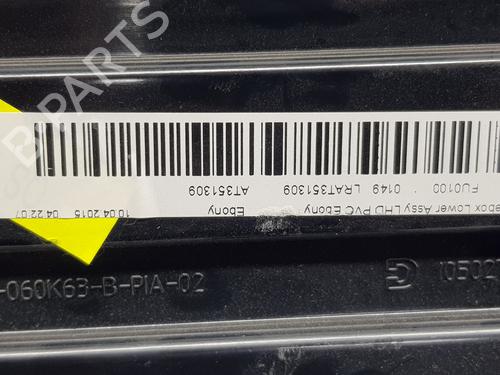 B-PARTS
FU0100 0149 LRAT351309 AT351309
ebox Lower Assy LHD PVC Ebony Ebony 10.04.2015 04:22:07
-060K63-B-PIA-02
105027